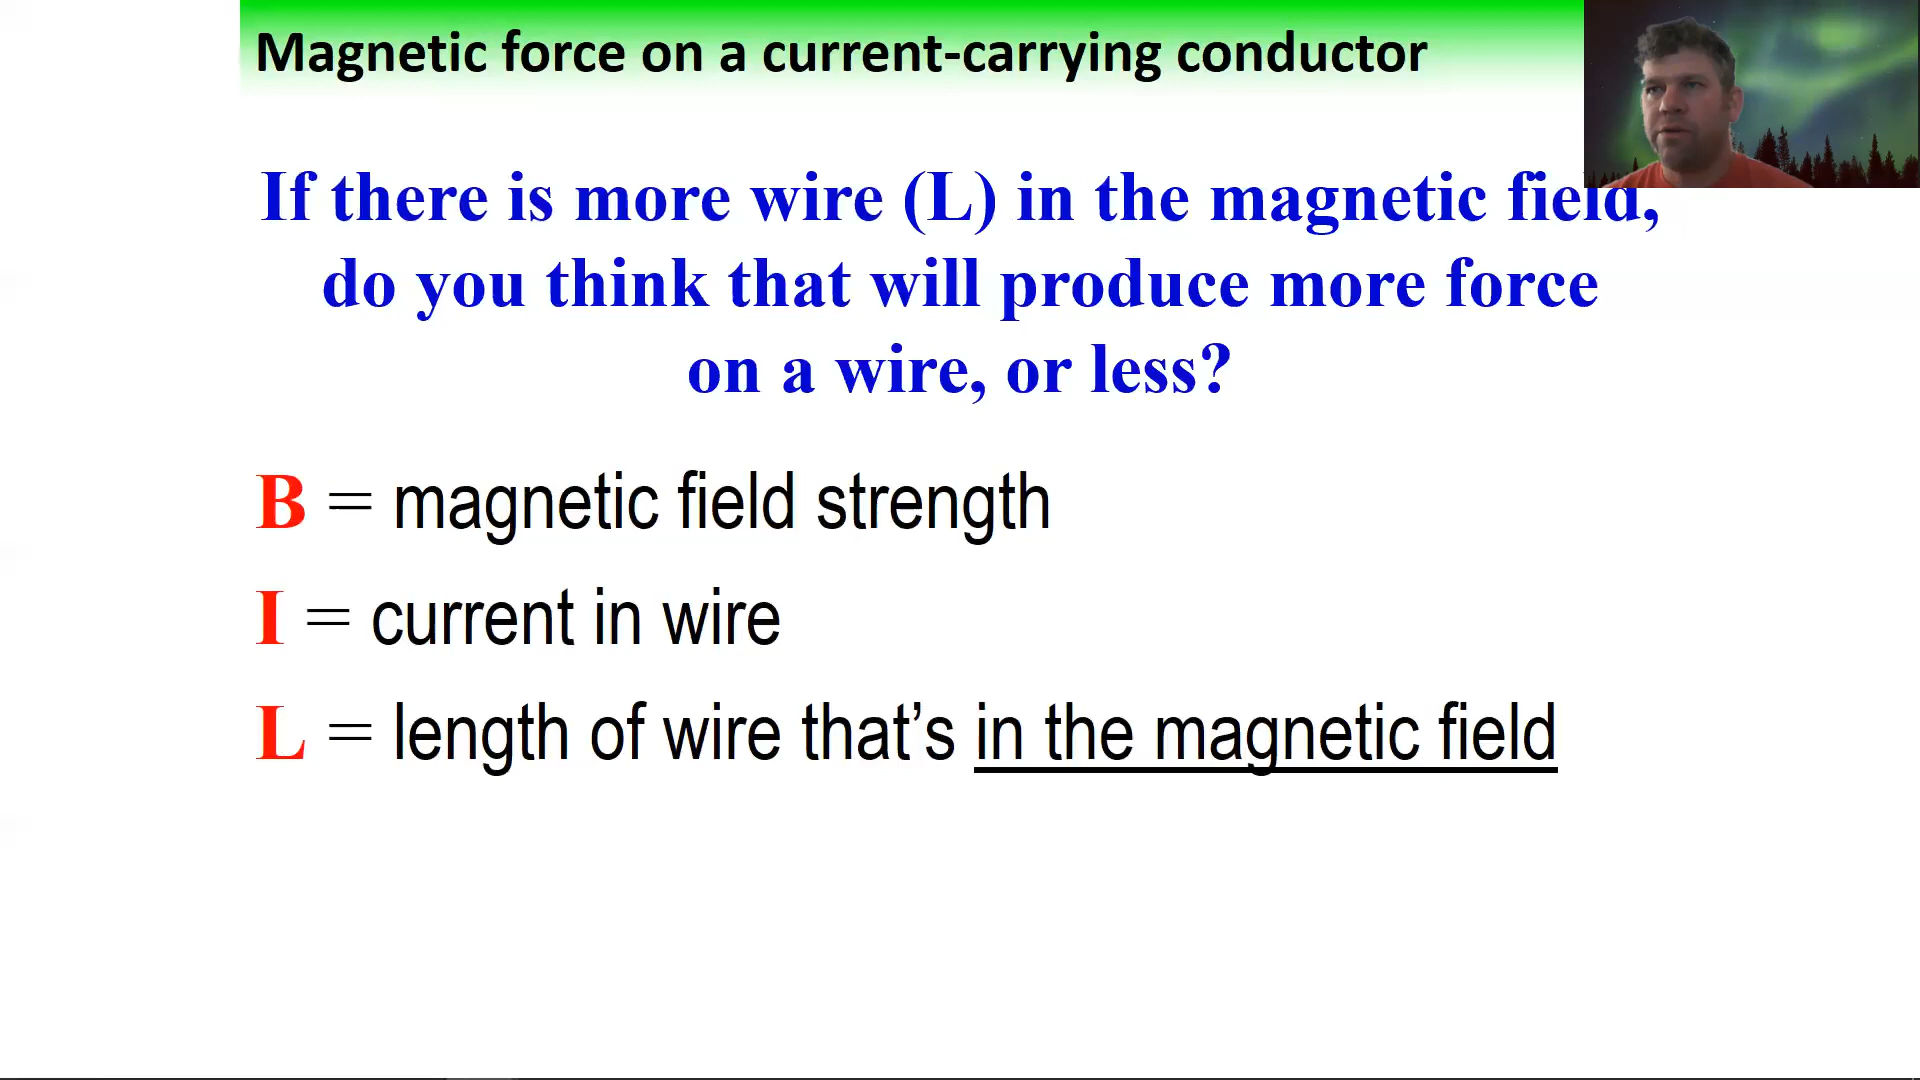 Magnetic force on a current-carrying conductor
If there is more wire (L) in the magnetic field,
do you think that will produce more force
on a wire, or less?
B = magnetic field strength
I = current in wire
L = length of wire that’s in the magnetic field